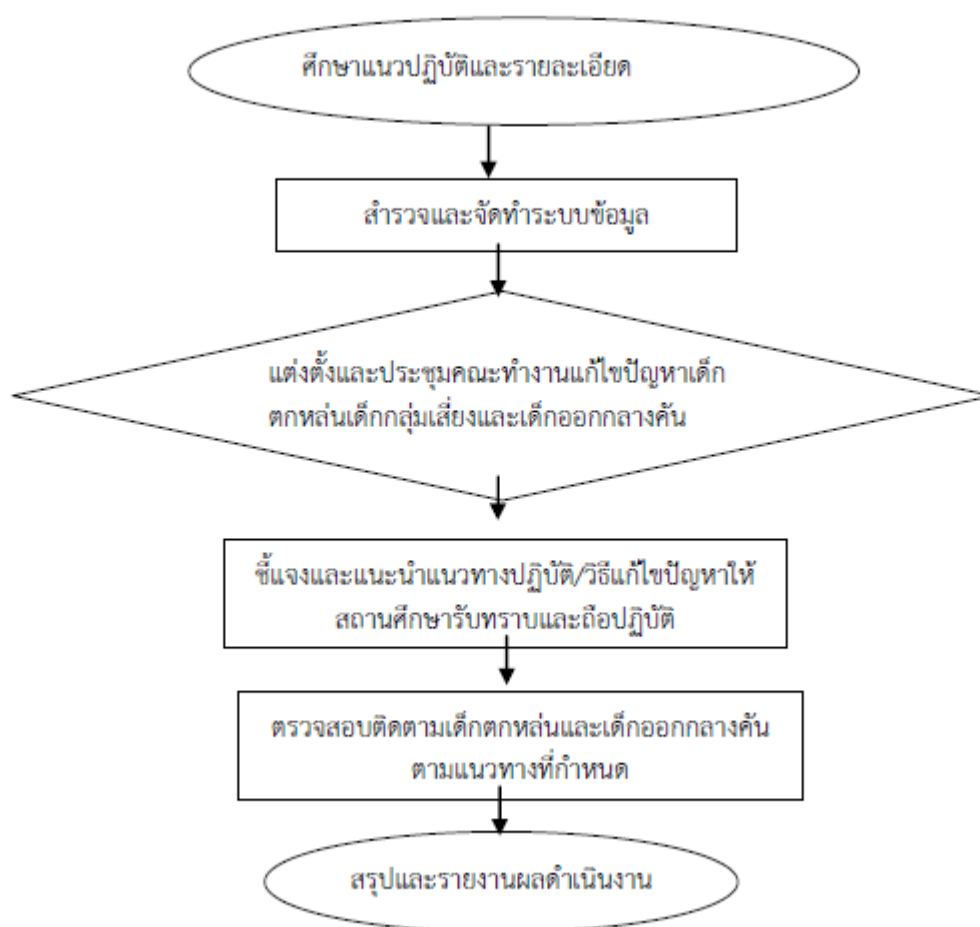 ศึกษาแนวปฏิบัติและรายละเอียด
สำรวจและจัดทำระบบข้อมูล
แต่งตั้งและประชุมคณะทำงานแก้ไขปัญหาเด็ก
ตกหล่นเด็กกลุ่มเสี่ยงและเด็กออกกลางคัน
ชี้แจงและแนะนำแนวทางปฏิบัติ/วิธีแก้ไขปัญหาให้
สถานศึกษารับทราบและถือปฏิบัติ
ตรวจสอบติดตามเด็กตกหล่นและเด็กออกกลางคัน
ตามแนวทางที่กำหนด
สรุปและรายงานผลดำเนินงาน